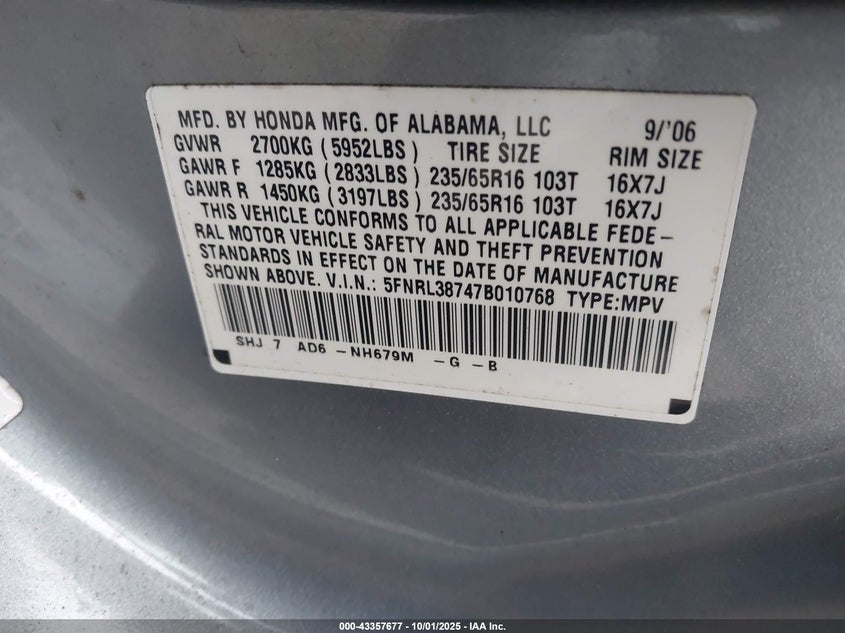 MFD. BY HONDA MFG. OF ALABAMA, LLC 9/'06
GVWR 2700KG (5952LBS) TIRE SIZE RIM SIZE
GAWR F 1285KG (2833LBS) 235/65R16 103T 16X7J
GAWR R 1450KG (3197LBS) 235/65R16 103T 16X7J
THIS VEHICLE CONFORMS TO ALL APPLICABLE FEDE-
RAL MOTOR VEHICLE SAFETY AND THEFT PREVENTION
STANDARDS IN EFFECT ON THE DATE OF MANUFACTURE
SHOWN ABOVE. V.I.N.: 5FNRL38747B010768 TYPE:MPV
SHJ 7 AD6 -NH679M -G -B
000-43357677 - 10/01/2025 - IAA Inc.